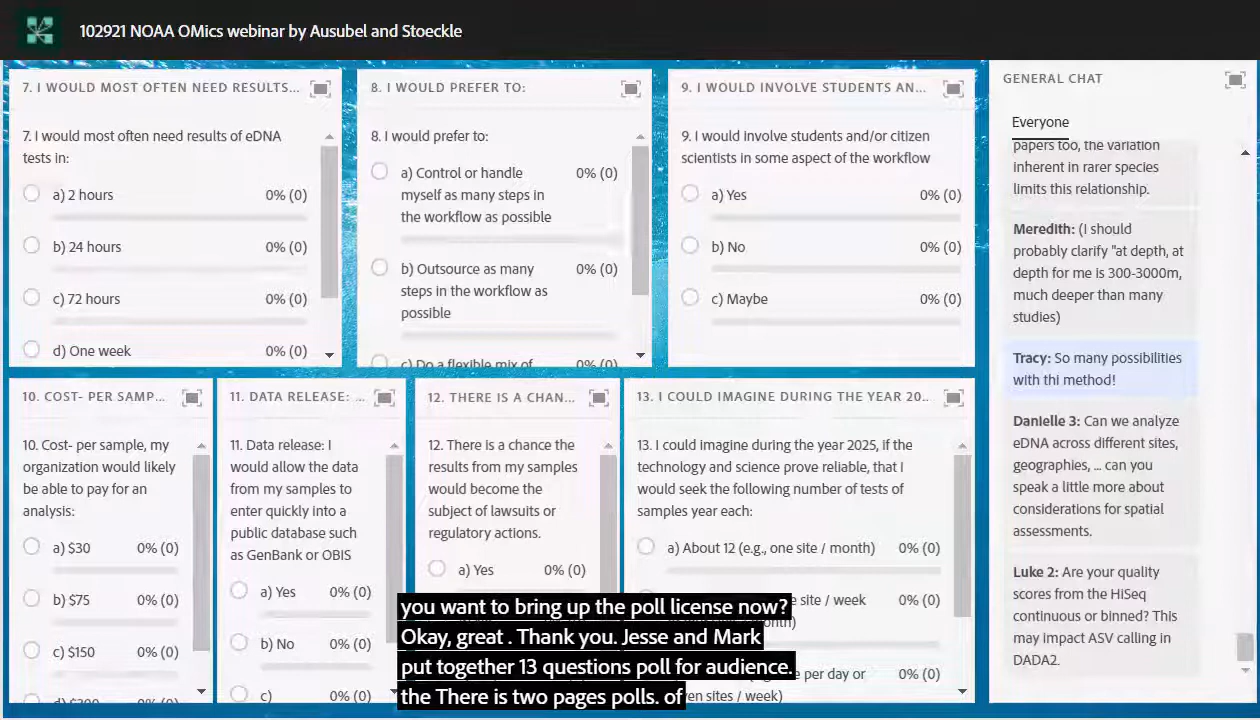 102921 NOAA OMics webinar by Ausubel and Stoeckle
7. I WOULD MOST OFTEN NEED RESULTS...
7. I would most often need results of eDNA
tests in:
a) 2 hours 0% (0)
b) 24 hours 0% (0)
c) 72 hours 0% (0)
d) One week 0% (0)
8. I WOULD PREFER TO:
8. I would prefer to:
a) Control or handle 0% (0)
myself as many steps in
the workflow as possible
b) Outsource as many 0% (0)
steps in the workflow as
possible
c) Do a flexible mix of
9. I WOULD INVOLVE STUDENTS AN...
9. I would involve students and/or citizen
scientists in some aspect of the workflow
a) Yes 0% (0)
b) No 0% (0)
c) Maybe 0% (0)
10. COST- PER SAMP...
10. Cost- per sample, my
organization would likely
be able to pay for an
analysis:
a) $30 0% (0)
b) $75 0% (0)
c) $150 0% (0)
11. DATA RELEASE: ...
11. Data release: I
would allow the data
from my samples to
enter quickly into a
public database such
as GenBank or OBIS
a) Yes 0% (0)
b) No 0% (0)
c) 0% (0)
12. THERE IS A CHAN...
12. There is a chance the
results from my samples
would become the
subject of lawsuits or
regulatory actions.
a) Yes 0% (0)
13. I COULD IMAGINE DURING THE YEAR 20...
13. I could imagine during the year 2025, if the
technology and science prove reliable, that I
would seek the following number of tests of
samples year each:
a) About 12 (e.g., one site / month) 0% (0)
site / week 0% (0)
per day or 0% (0)
sites / week)
you want to bring up the poll license now?
Okay, great . Thank you. Jesse and Mark
put together 13 questions poll for audience.
the There is two pages polls. of
GENERAL CHAT
Everyone
papers too, the variation
inherent in rarer species
limits this relationship.
Meredith: (I should
probably clarify "at depth, at
depth for me is 300-3000m,
much deeper than many
studies)
Tracy: So many possibilities
with thi method!
Danielle 3: Can we analyze
eDNA across different sites,
geographies, ... can you
speak a little more about
considerations for spatial
assessments.
Luke 2: Are your quality
scores from the HiSeq
continuous or binned? This
may impact ASV calling in
DADA2.